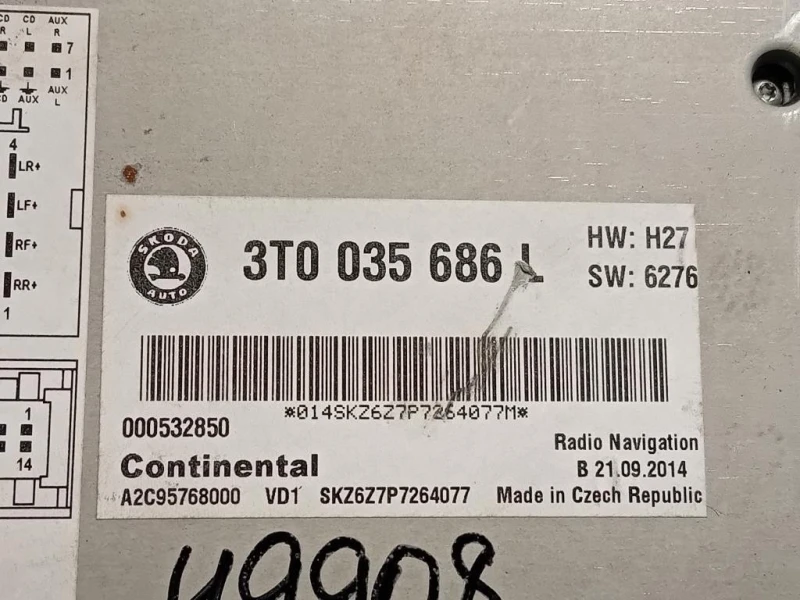 CD CD AUX
R L R
7
1
CD AUX AUX
L
4
LR+
LF+
RF+
RR+
1
1
14
SKODA
AUTO
3T0 035 686 L
HW: H27
SW: 6276
*014SKZ6Z7P7264077M*
000532850
Radio Navigation
Continental
B 21.09.2014
A2C95768000 VD1 SKZ6Z7P7264077 Made in Czech Republic
49908